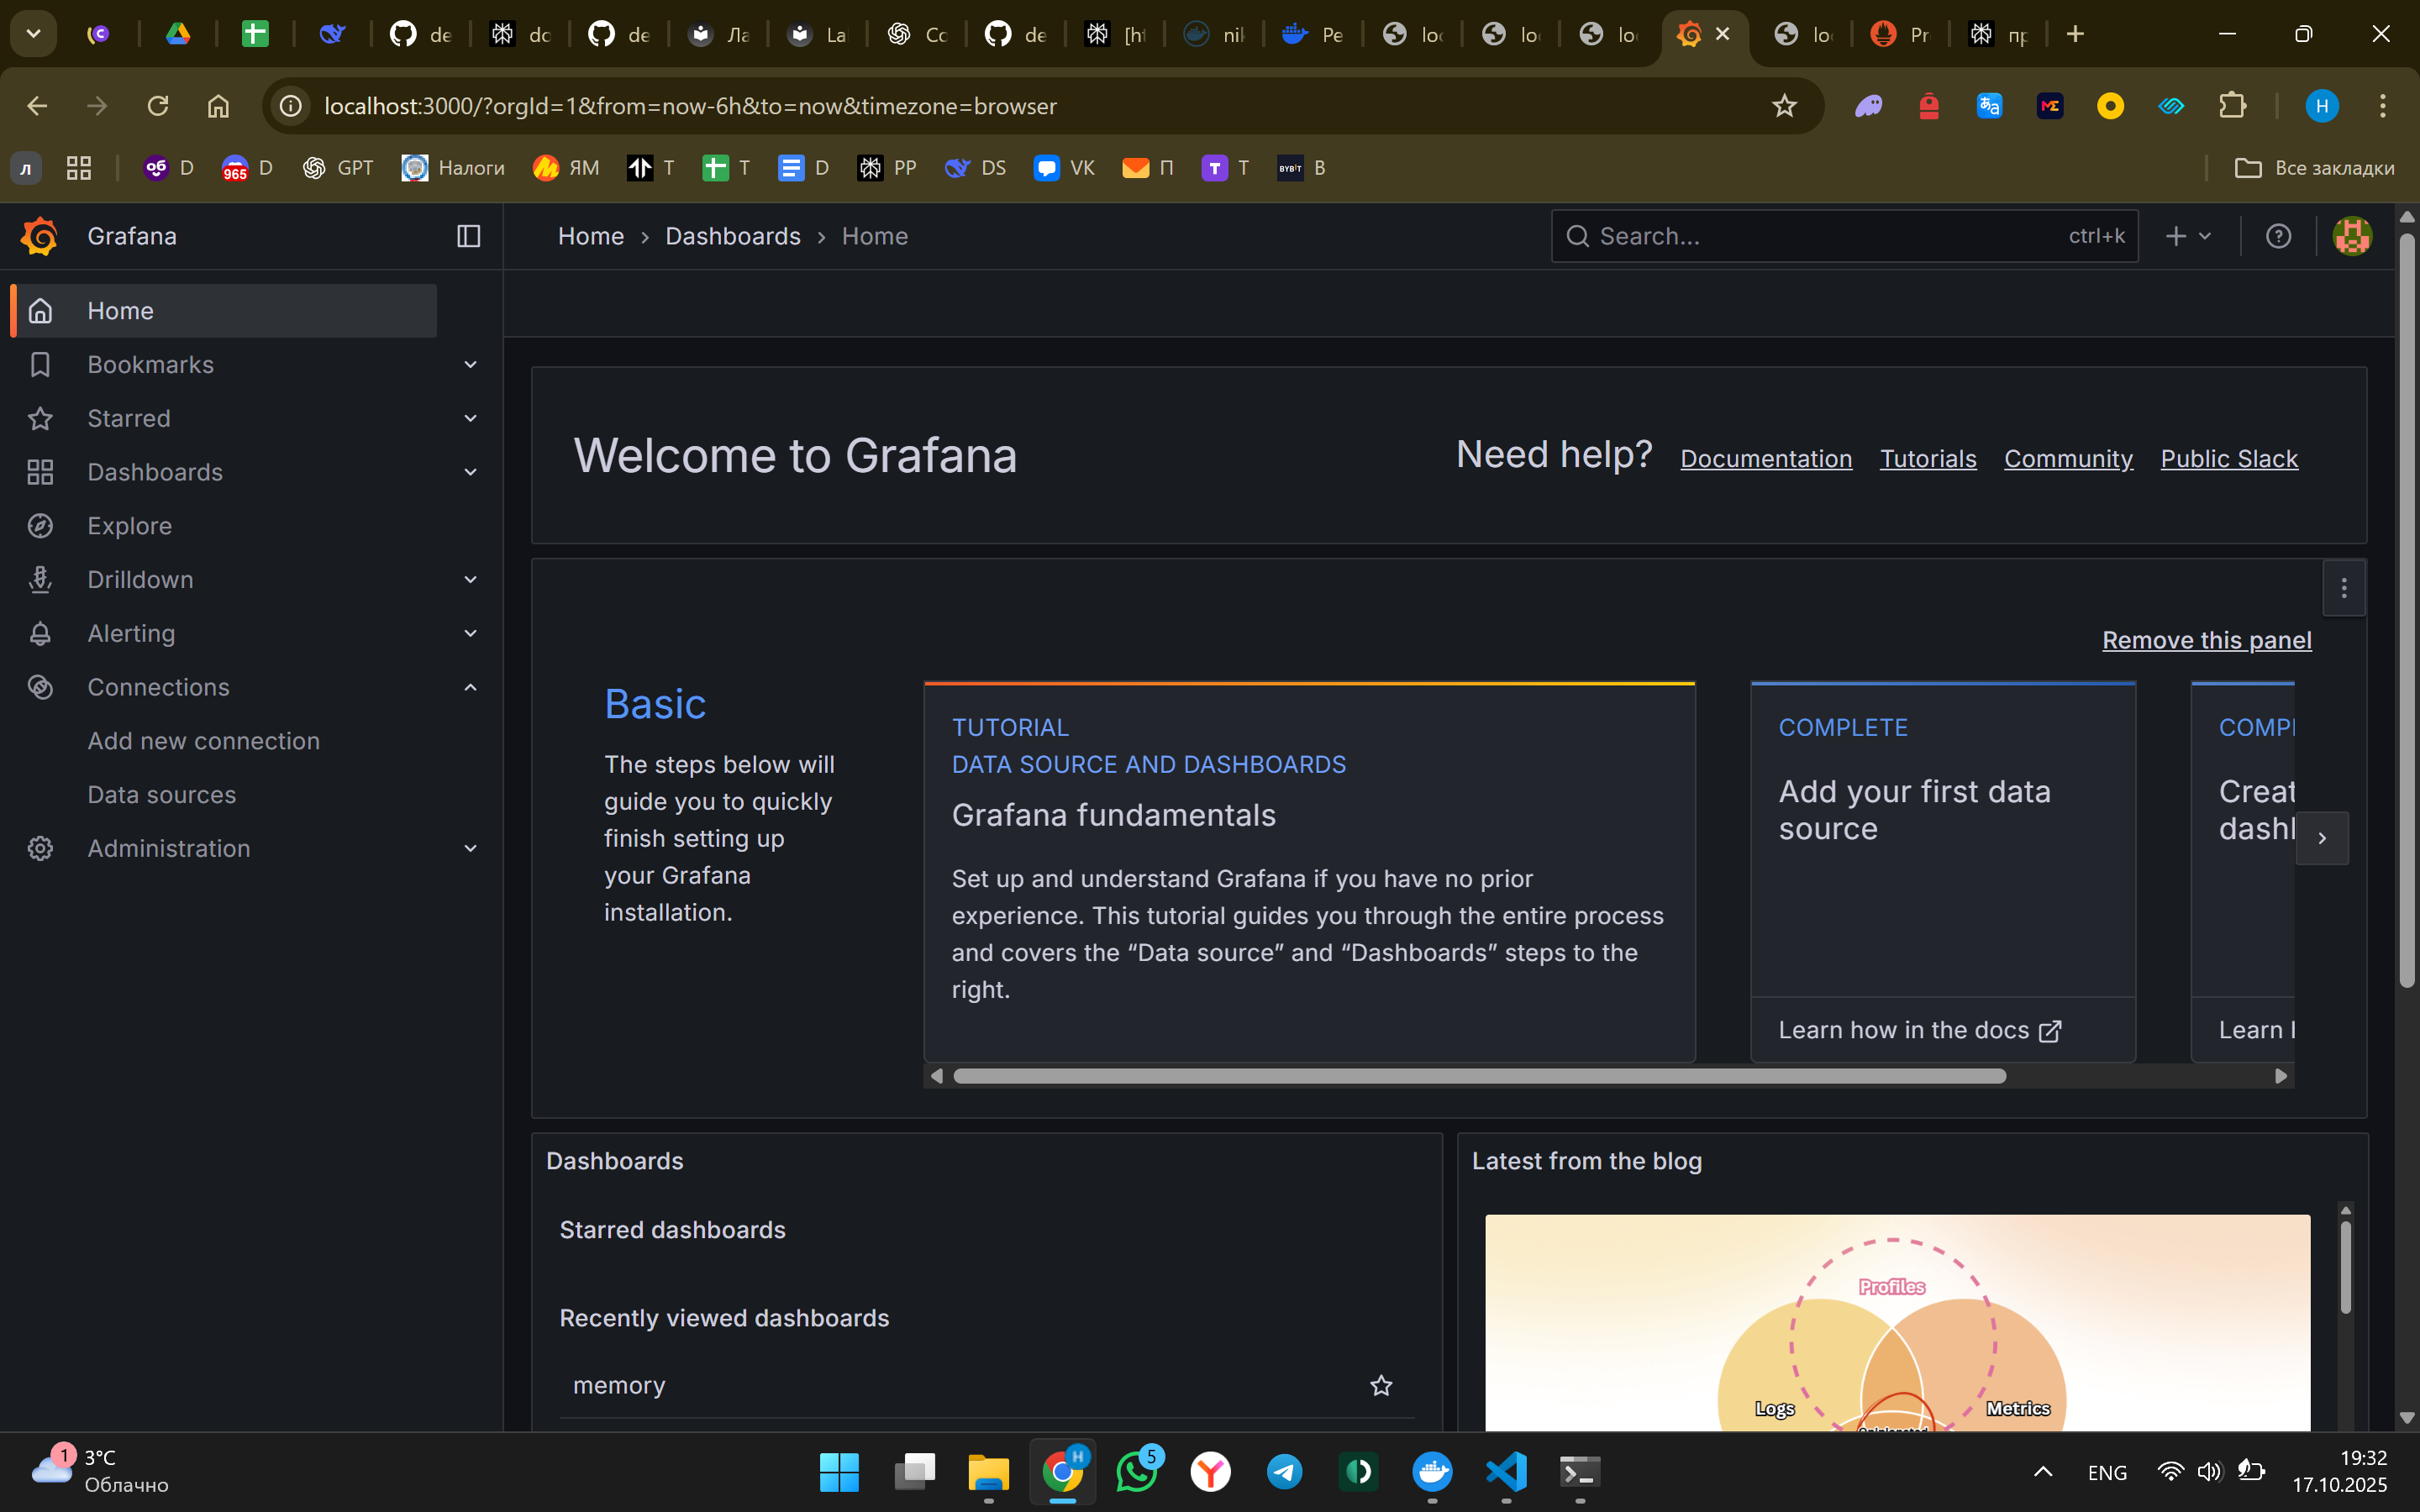 de
dc
de
Ла
La
Co
de
[ht
nik
Pe
loc
lo
lo
lo
Pr
пр
localhost:3000/?orgId=1&from=now-6h&to=now&timezone=browser
H
Л
об D
965 D
GPT
Налоги
ЯМ
T
T
D
PP
DS
VK
П
T T
BYBIT B
Все закладки
Grafana
Home › Dashboards › Home
Search... ctrl+k
Home
Bookmarks
Starred
Dashboards
Explore
Drilldown
Alerting
Connections
Add new connection
Data sources
Administration
Welcome to Grafana
Need help? Documentation Tutorials Community Public Slack
Remove this panel
Basic
The steps below will
guide you to quickly
finish setting up
your Grafana
installation.
TUTORIAL
DATA SOURCE AND DASHBOARDS
Grafana fundamentals
Set up and understand Grafana if you have no prior
experience. This tutorial guides you through the entire process
and covers the “Data source” and “Dashboards” steps to the
right.
COMPLETE
Add your first data
source
Learn how in the docs
COMPL
Creat
dash
Learn
Dashboards
Starred dashboards
Recently viewed dashboards
memory
Latest from the blog
Profiles
Logs
Metrics
1
3°C
Облачно
H
5
ENG
19:32
17.10.2025